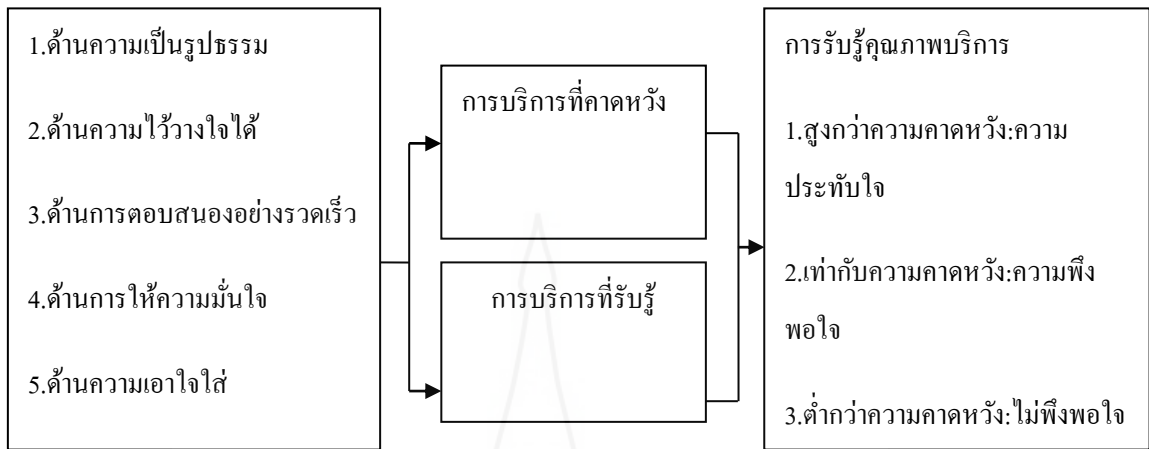 1.ด้านความเป็นรูปธรรม
2.ด้านความไว้วางใจได้
3.ด้านการตอบสนองอย่างรวดเร็ว
4.ด้านการให้ความมั่นใจ
5.ด้านความเอาใจใส่
การบริการที่คาดหวัง
การบริการที่รับรู้
การรับรู้คุณภาพบริการ
1.สูงกว่าความคาดหวัง:ความ
ประทับใจ
2.เท่ากับความคาดหวัง:ความพึง
พอใจ
3.ต่ำกว่าความคาดหวัง:ไม่พึงพอใจ